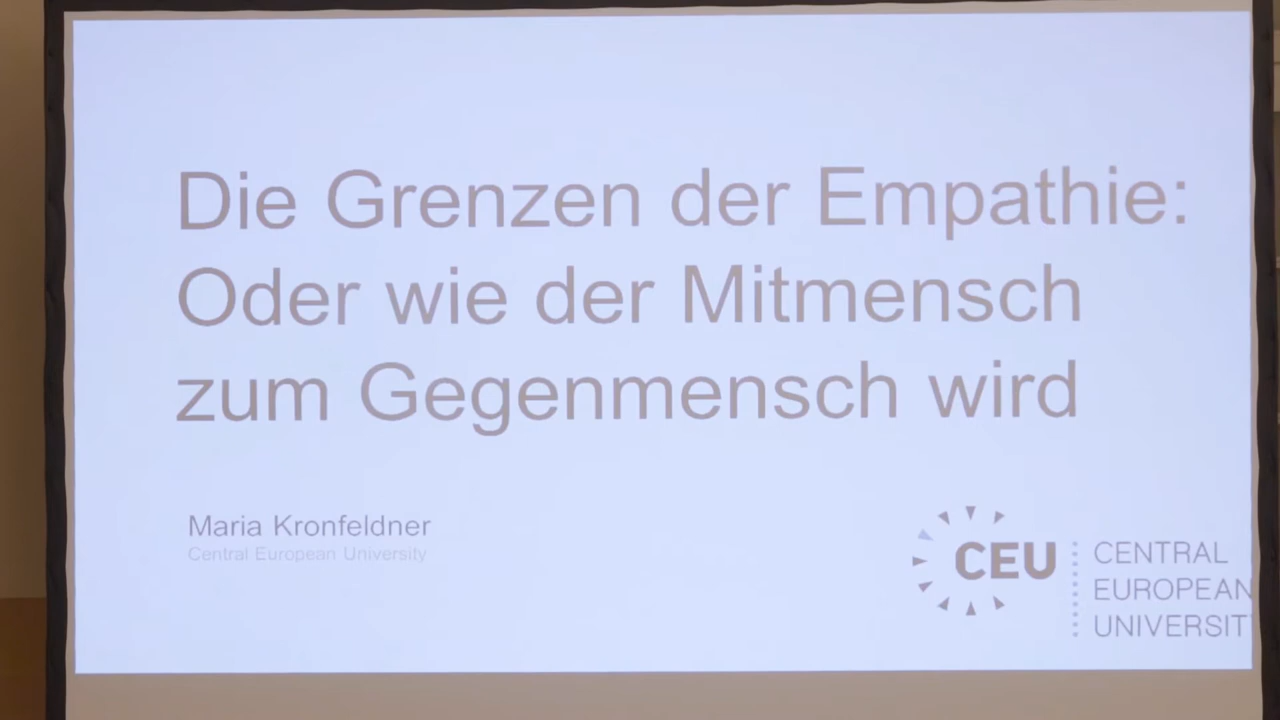 Die Grenzen der Empathie:
Oder wie der Mitmensch
zum Gegenmensch wird
Maria Kronfeldner
Central European University
CEU
CENTRAL
EUROPEAN
UNIVERSIT